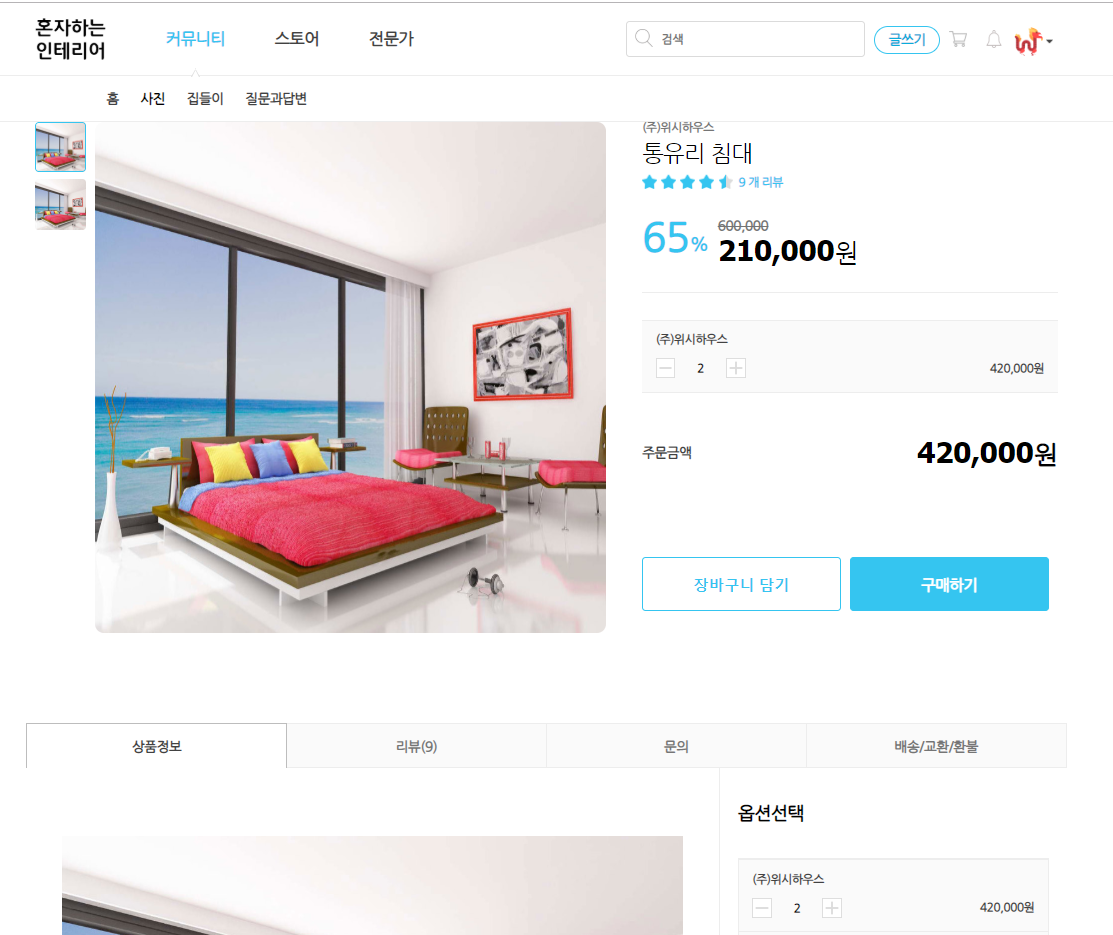 혼자하는
인테리어
커뮤니티 스토어 전문가
검색
글쓰기
홈 사진 집들이 질문과답변
(주)위시하우스
통유리 침대
9 개 리뷰
65% 600,000
210,000원
(주)위시하우스
2 420,000원
주문금액 420,000원
장바구니 담기 구매하기
상품정보 리뷰(9) 문의 배송/교환/환불
옵션선택
(주)위시하우스
2 420,000원